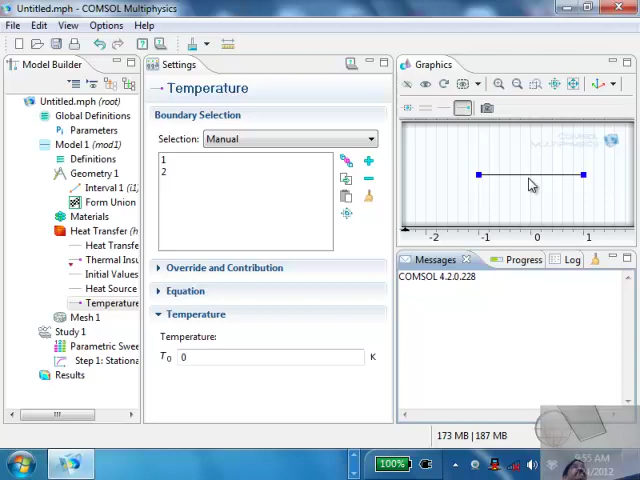 Untitled.mph - COMSOL Multiphysics
File Edit View Options Help
Model Builder
Untitled.mph (root)
Global Definitions
Parameters
Model 1 (mod1)
Definitions
Geometry 1
Interval 1 (i1)
Form Union
Materials
Heat Transfer (h
Heat Transfe
Thermal Insu
Initial Values
Heat Source
Temperature
Mesh 1
Study 1
Parametric Swee
Step 1: Stationa
Results
Settings
Temperature
Boundary Selection
Selection: Manual
1
2
Override and Contribution
Equation
Temperature
Temperature:
T0 0 K
Graphics
COMSOL
MULTIPHYSICS
-2 -1 0 1
Messages Progress Log
COMSOL 4.2.0.228
173 MB | 187 MB
100%